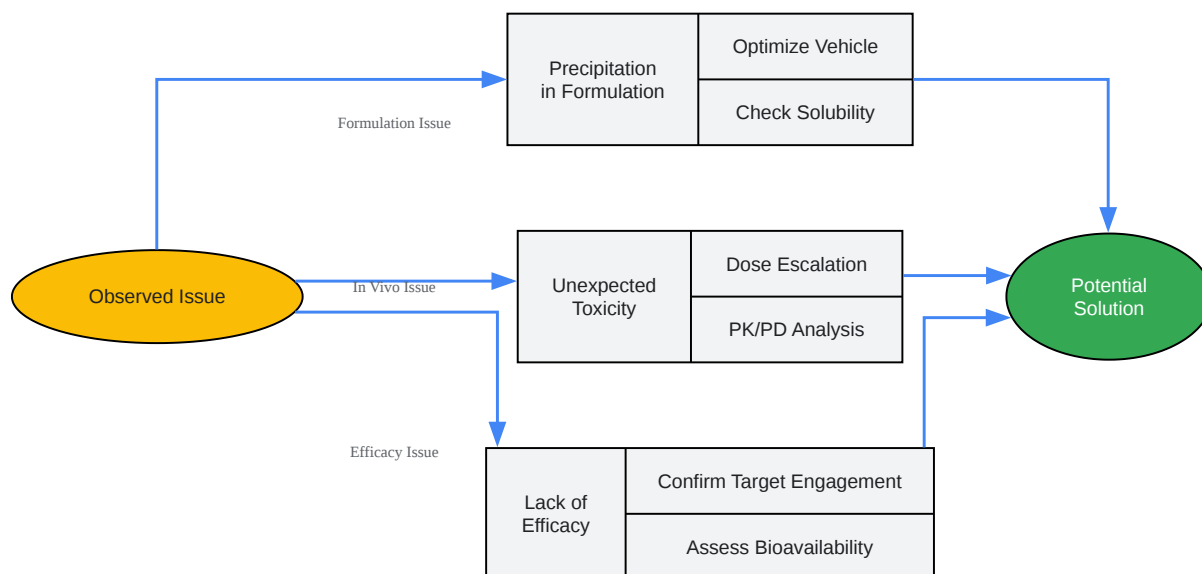 Optimize Vehicle
Precipitation
in Formulation
Check Solubility
Formulation Issue
Dose Escalation
Unexpected
Toxicity
PK/PD Analysis
In Vivo Issue
Observed Issue
Potential
Solution
Efficacy Issue
Confirm Target Engagement
Lack of
Efficacy
Assess Bioavailability